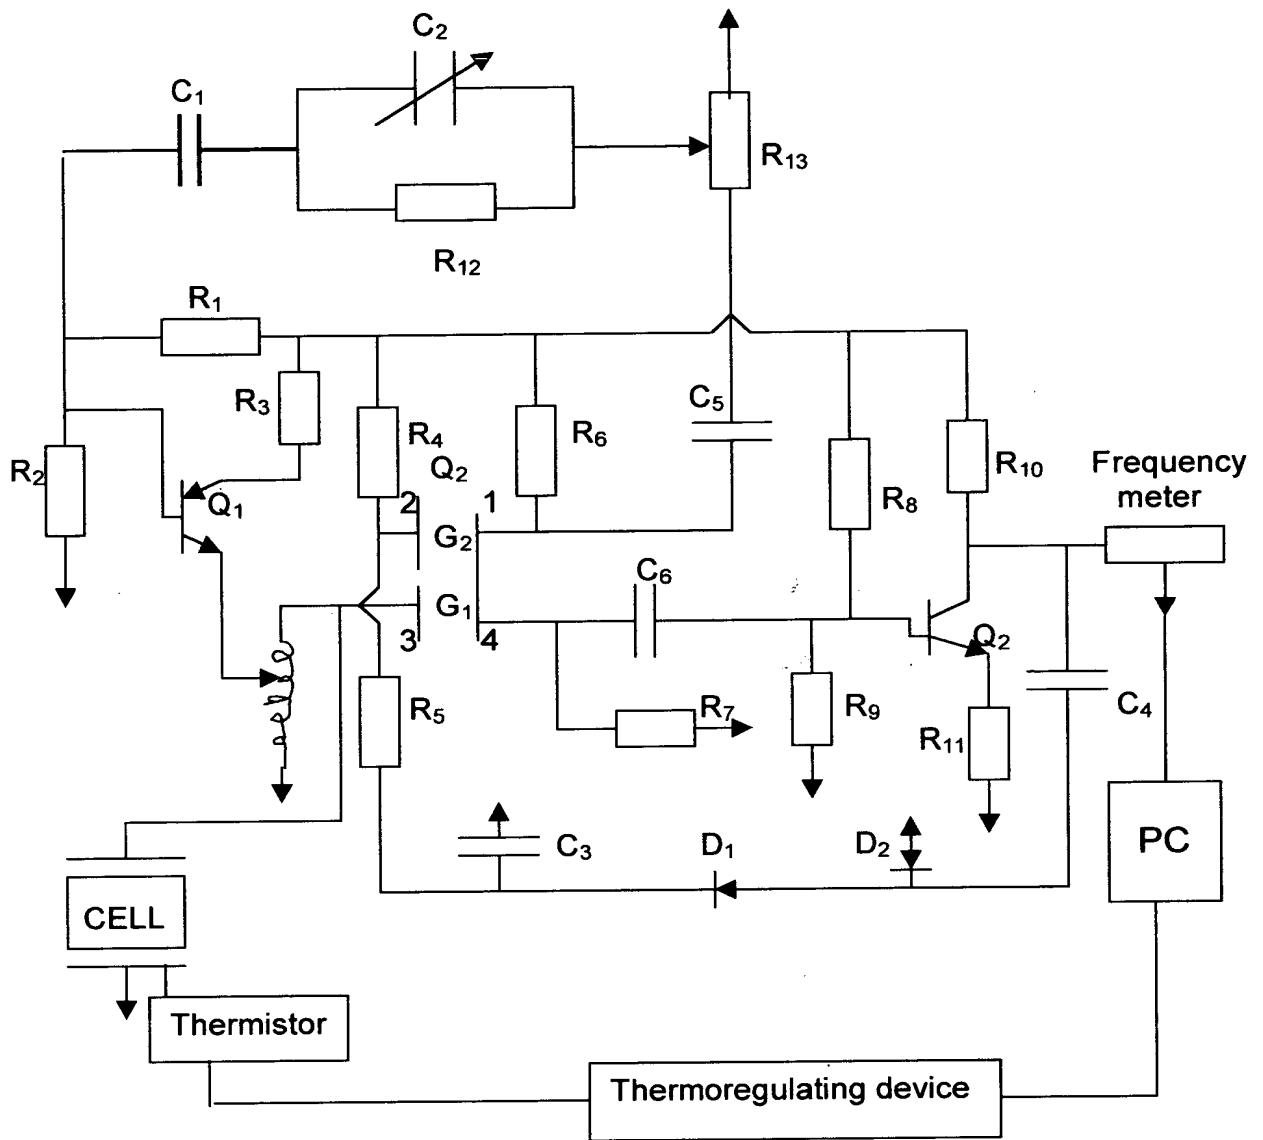 C₂
C₁
R₁₃
R₁₂
R₁
R₃
C₅
R₄
R₆
R₂
Q₂
R₈
R₁₀
Frequency
meter
2
1
Q₁
G₂
C₆
G₁
3
4
Q₂
R₅
R₇
R₉
C₄
R₁₁
C₃
D₁
D₂
PC
CELL
Thermistor
Thermoregulating device